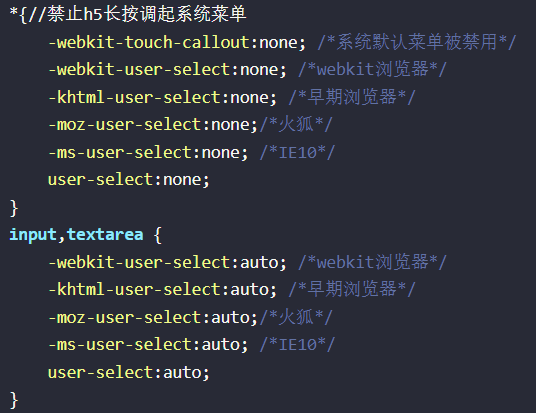 *{//禁止h5长按调起系统菜单
    -webkit-touch-callout:none; /*系统默认菜单被禁用*/
    -webkit-user-select:none; /*webkit浏览器*/
    -khtml-user-select:none; /*早期浏览器*/
    -moz-user-select:none;/*火狐*/
    -ms-user-select:none; /*IE10*/
    user-select:none;
}
input,textarea {
    -webkit-user-select:auto; /*webkit浏览器*/
    -khtml-user-select:auto; /*早期浏览器*/
    -moz-user-select:auto;/*火狐*/
    -ms-user-select:auto; /*IE10*/
    user-select:auto;
}